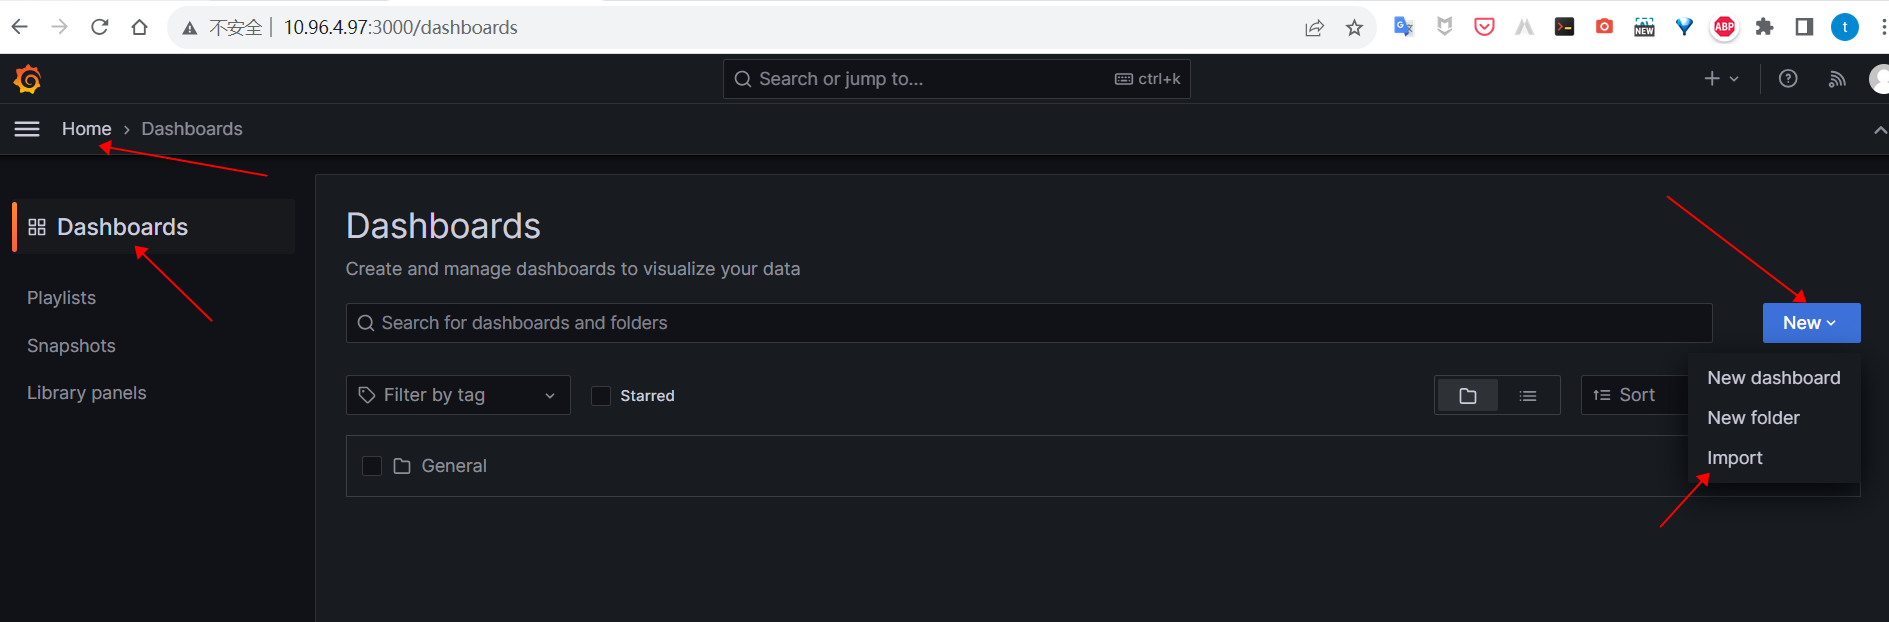 不安全 10.96.4.97:3000/dashboards
NEW
ABP
t
Search or jump to... ctrl+k
Home › Dashboards
Dashboards
Playlists
Snapshots
Library panels
Dashboards
Create and manage dashboards to visualize your data
Search for dashboards and folders
New
Filter by tag
Starred
Sort
New dashboard
New folder
Import
General